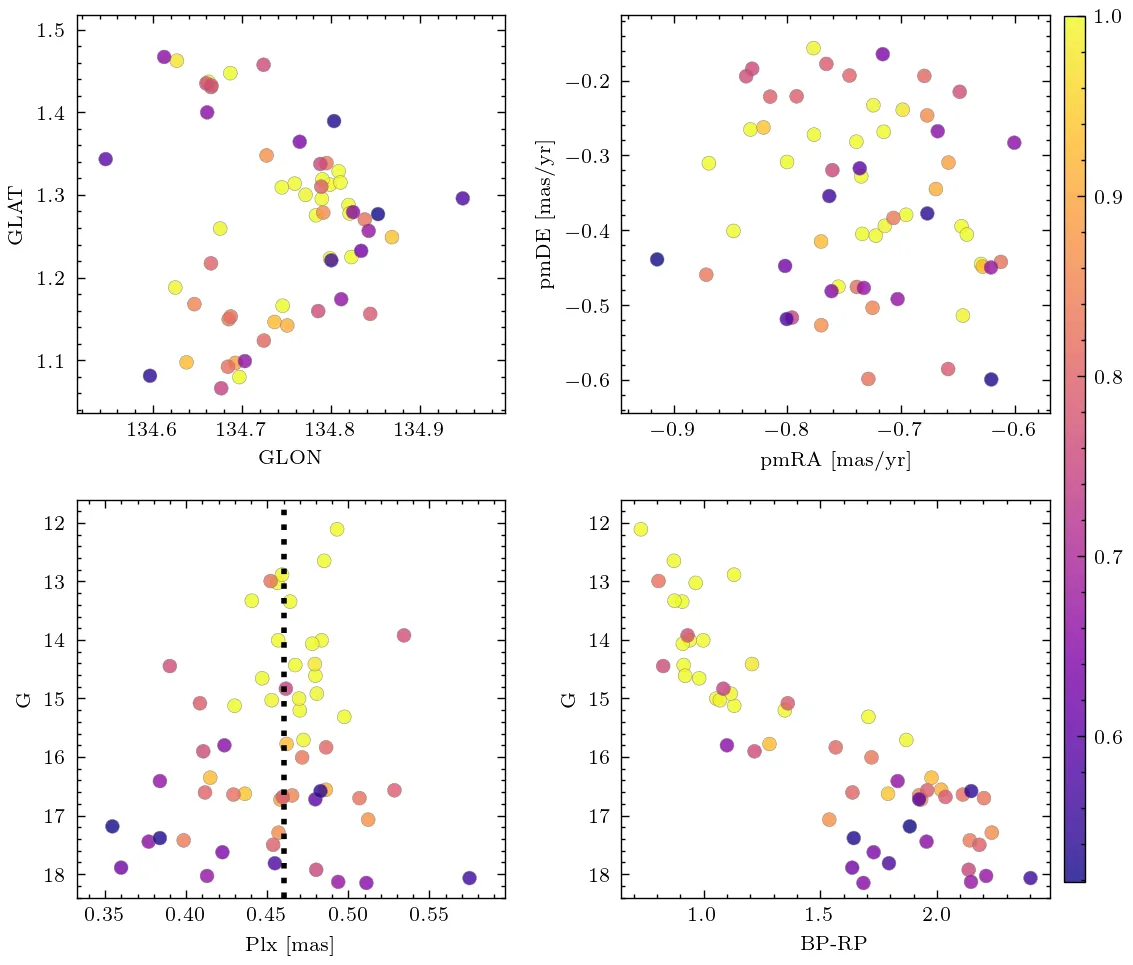 1.5
1.4
1.3
1.2
1.1
GLAT
134.6 134.7 134.8 134.9
GLON
−0.2
−0.3
−0.4
−0.5
−0.6
pmDE [mas/yr]
−0.9 −0.8 −0.7 −0.6
pmRA [mas/yr]
12
13
14
15
16
17
18
G
0.35 0.40 0.45 0.50 0.55
Plx [mas]
12
13
14
15
16
17
18
G
1.0 1.5 2.0
BP-RP
1.0
0.9
0.8
0.7
0.6